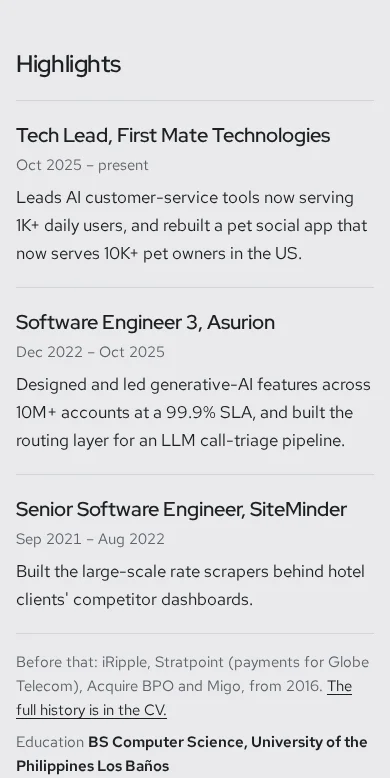 Highlights
Tech Lead, First Mate Technologies
Oct 2025 – present
Leads AI customer-service tools now serving
1K+ daily users, and rebuilt a pet social app that
now serves 10K+ pet owners in the US.
Software Engineer 3, Asurion
Dec 2022 – Oct 2025
Designed and led generative-AI features across
10M+ accounts at a 99.9% SLA, and built the
routing layer for an LLM call-triage pipeline.
Senior Software Engineer, SiteMinder
Sep 2021 – Aug 2022
Built the large-scale rate scrapers behind hotel
clients' competitor dashboards.
Before that: iRipple, Stratpoint (payments for Globe
Telecom), Acquire BPO and Migo, from 2016. The
full history is in the CV.
Education BS Computer Science, University of the
Philippines Los Baños